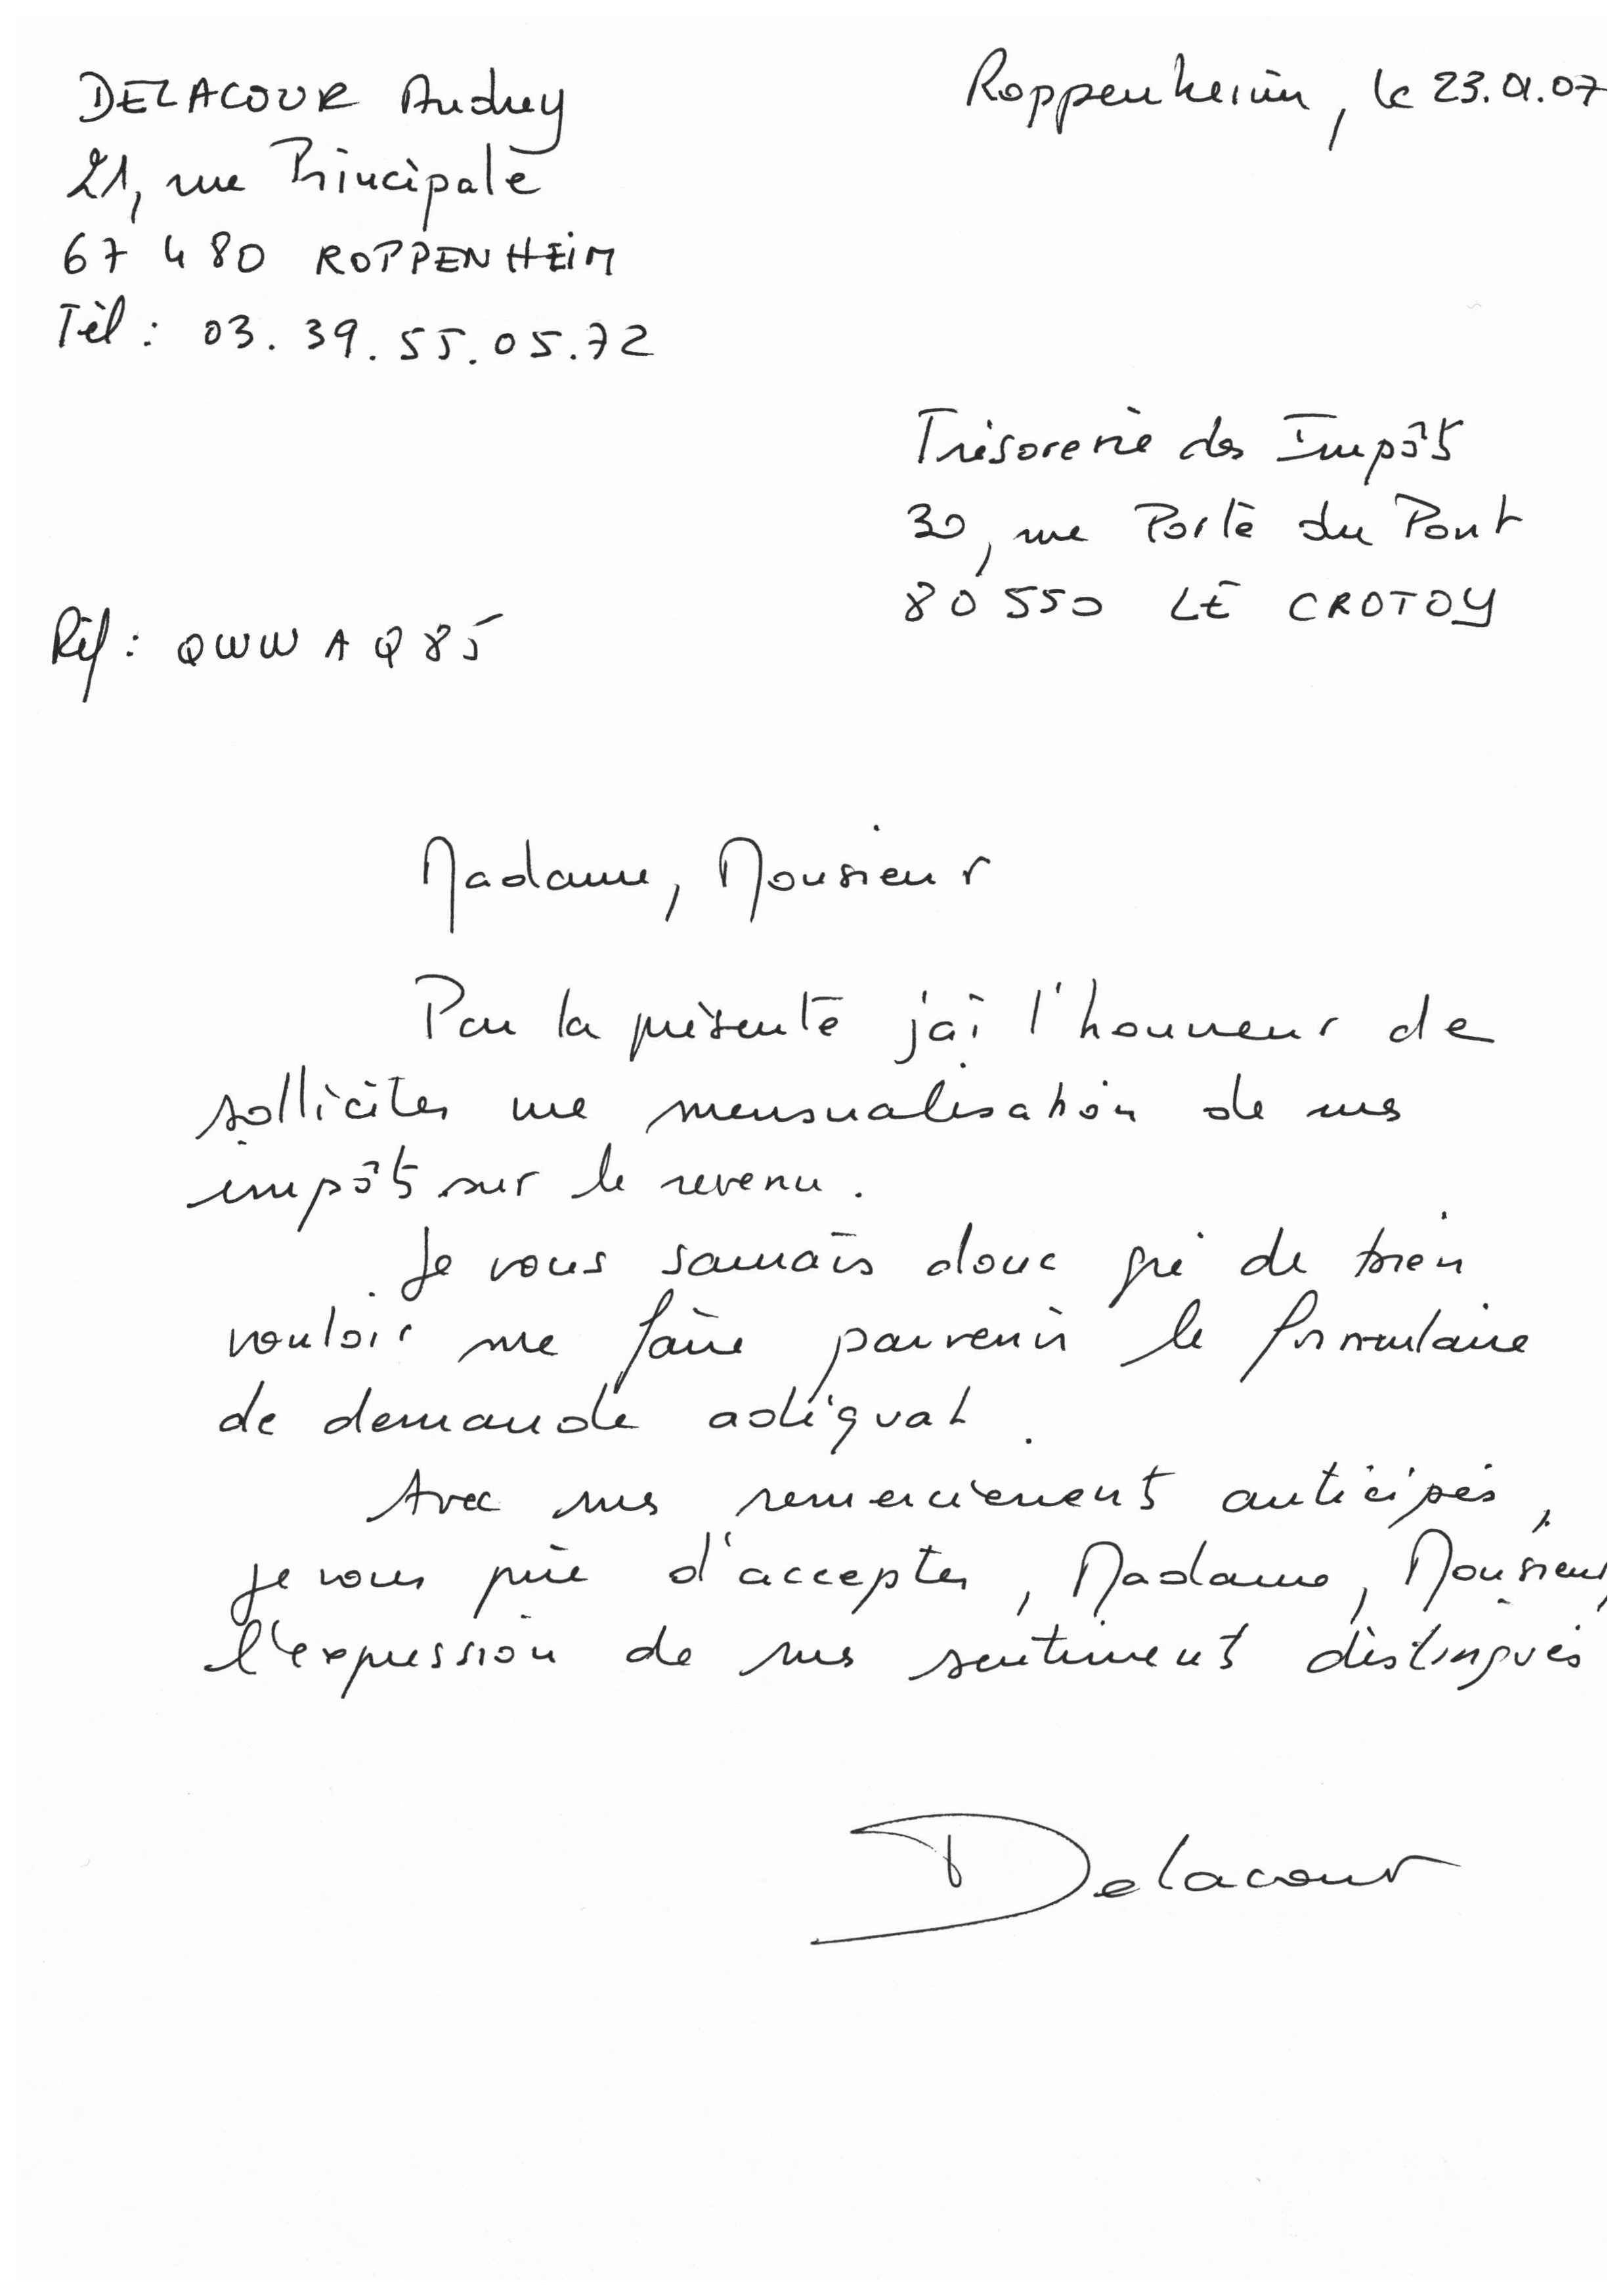 DELACOUR Audrey
21, rue Principale
67 480 ROPPENHEIM
Tél : 03. 39. 55. 05. 72
Roppenheim, le 23.01.07
Trésorerie des Impôts
30, rue Porte du Pont
80 550 LE CROTOY
Réf : QWW A Q 85
Madame, Monsieur
Par la présente j'ai l'honneur de
solliciter une mensualisation de mes
impôts sur le revenu.
Je vous saurais donc gré de bien
vouloir me faire parvenir le formulaire
de demande adéquat.
Avec mes remerciements anticipés,
je vous prie d'accepter, Madame, Monsieur,
l'expression de mes sentiments distingués
Delacour